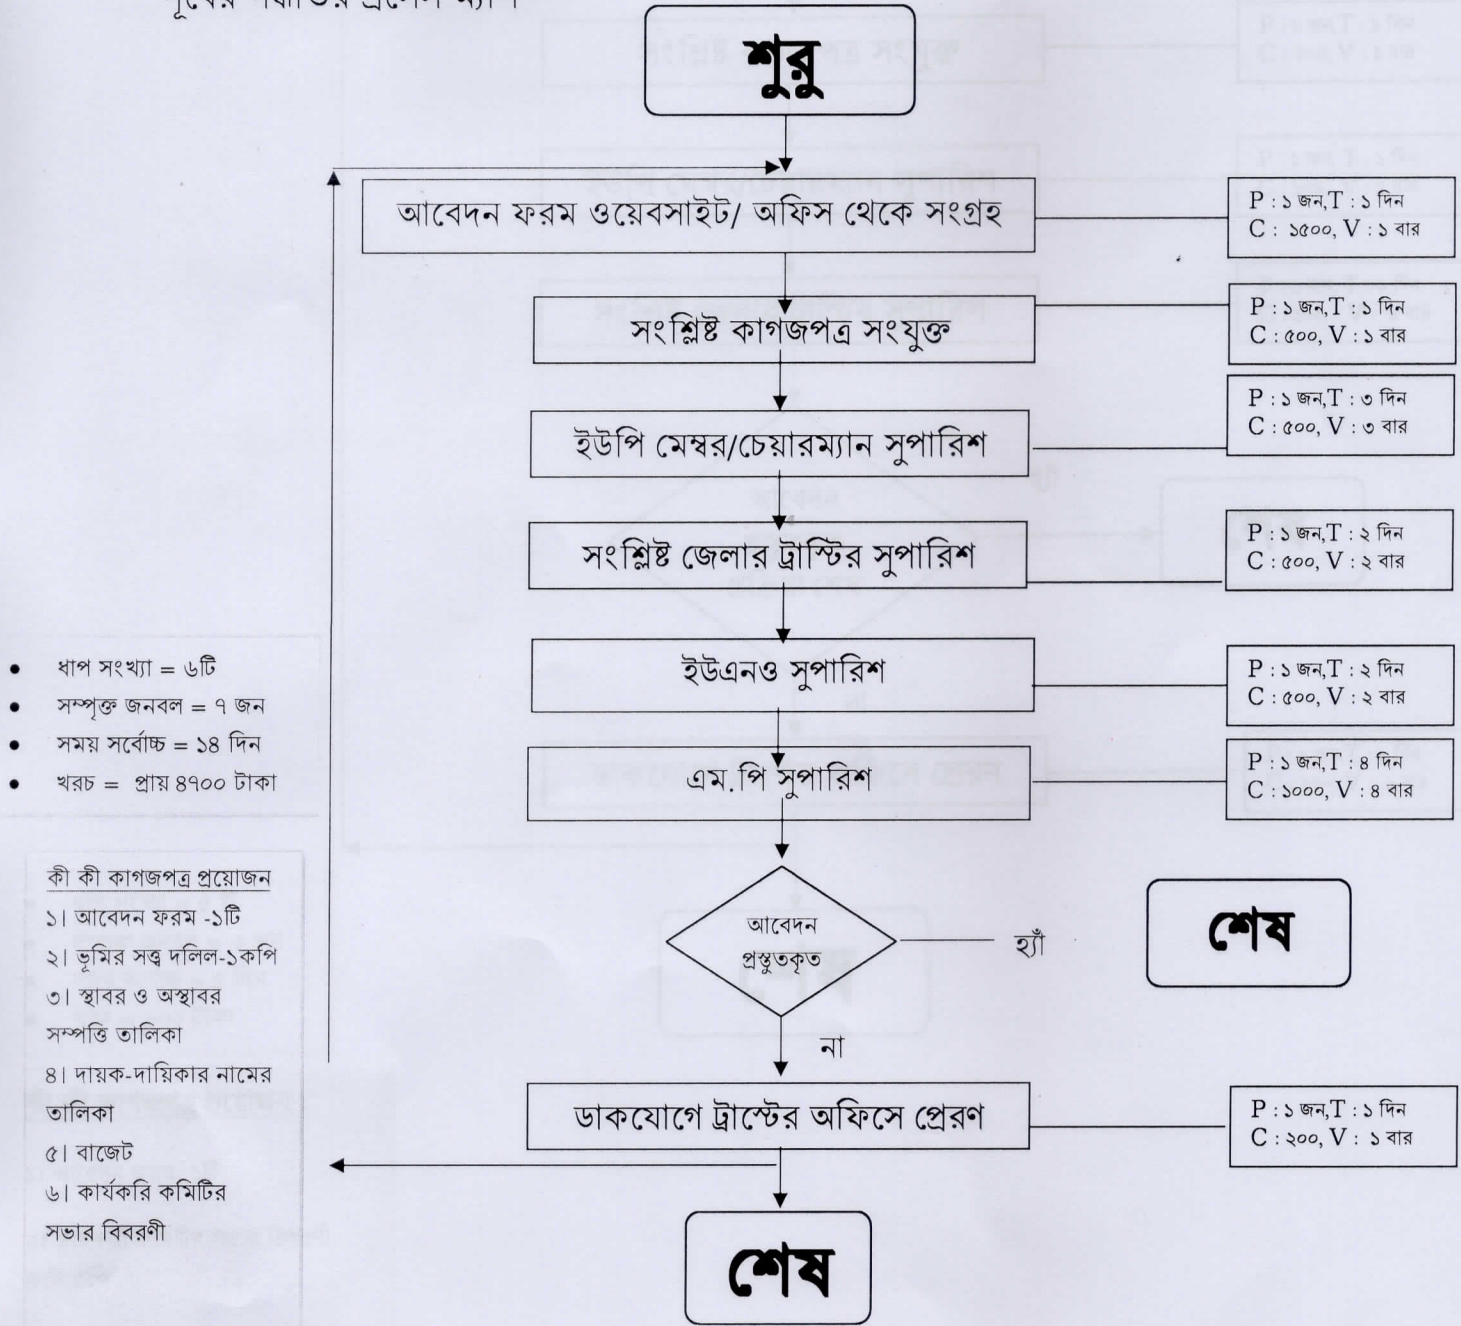 শুরু
আবেদন ফরম ওয়েবসাইট/ অফিস থেকে সংগ্রহ
P : ১ জন,T : ১ দিন
C : ১৫০০, V : ১ বার
সংশ্লিষ্ট কাগজপত্র সংযুক্ত
P : ১ জন,T : ১ দিন
C : ৫০০, V : ১ বার
ইউপি মেম্বর/চেয়ারম্যান সুপারিশ
P : ১ জন,T : ৩ দিন
C : ৫০০, V : ৩ বার
সংশ্লিষ্ট জেলার ট্রাস্টির সুপারিশ
P : ১ জন,T : ২ দিন
C : ৫০০, V : ২ বার
ইউএনও সুপারিশ
P : ১ জন,T : ২ দিন
C : ৫০০, V : ২ বার
এম.পি সুপারিশ
P : ১ জন,T : ৪ দিন
C : ১০০০, V : ৪ বার
• ধাপ সংখ্যা = ৬টি
• সম্পৃক্ত জনবল = ৭ জন
• সময় সর্বোচ্চ = ১৪ দিন
• খরচ = প্রায় ৪৭০০ টাকা
আবেদন
প্রস্তুতকৃত
হ্যাঁ
শেষ
না
ডাকযোগে ট্রাস্টের অফিসে প্রেরণ
P : ১ জন,T : ১ দিন
C : ২০০, V : ১ বার
শেষ
কী কী কাগজপত্র প্রয়োজন
১। আবেদন ফরম -১টি
২। ভূমির সত্ত্ব দলিল-১কপি
৩। স্থাবর ও অস্থাবর
সম্পত্তি তালিকা
৪। দায়ক-দায়িকার নামের
তালিকা
৫। বাজেট
৬। কার্যকরি কমিটির
সভার বিবরণী